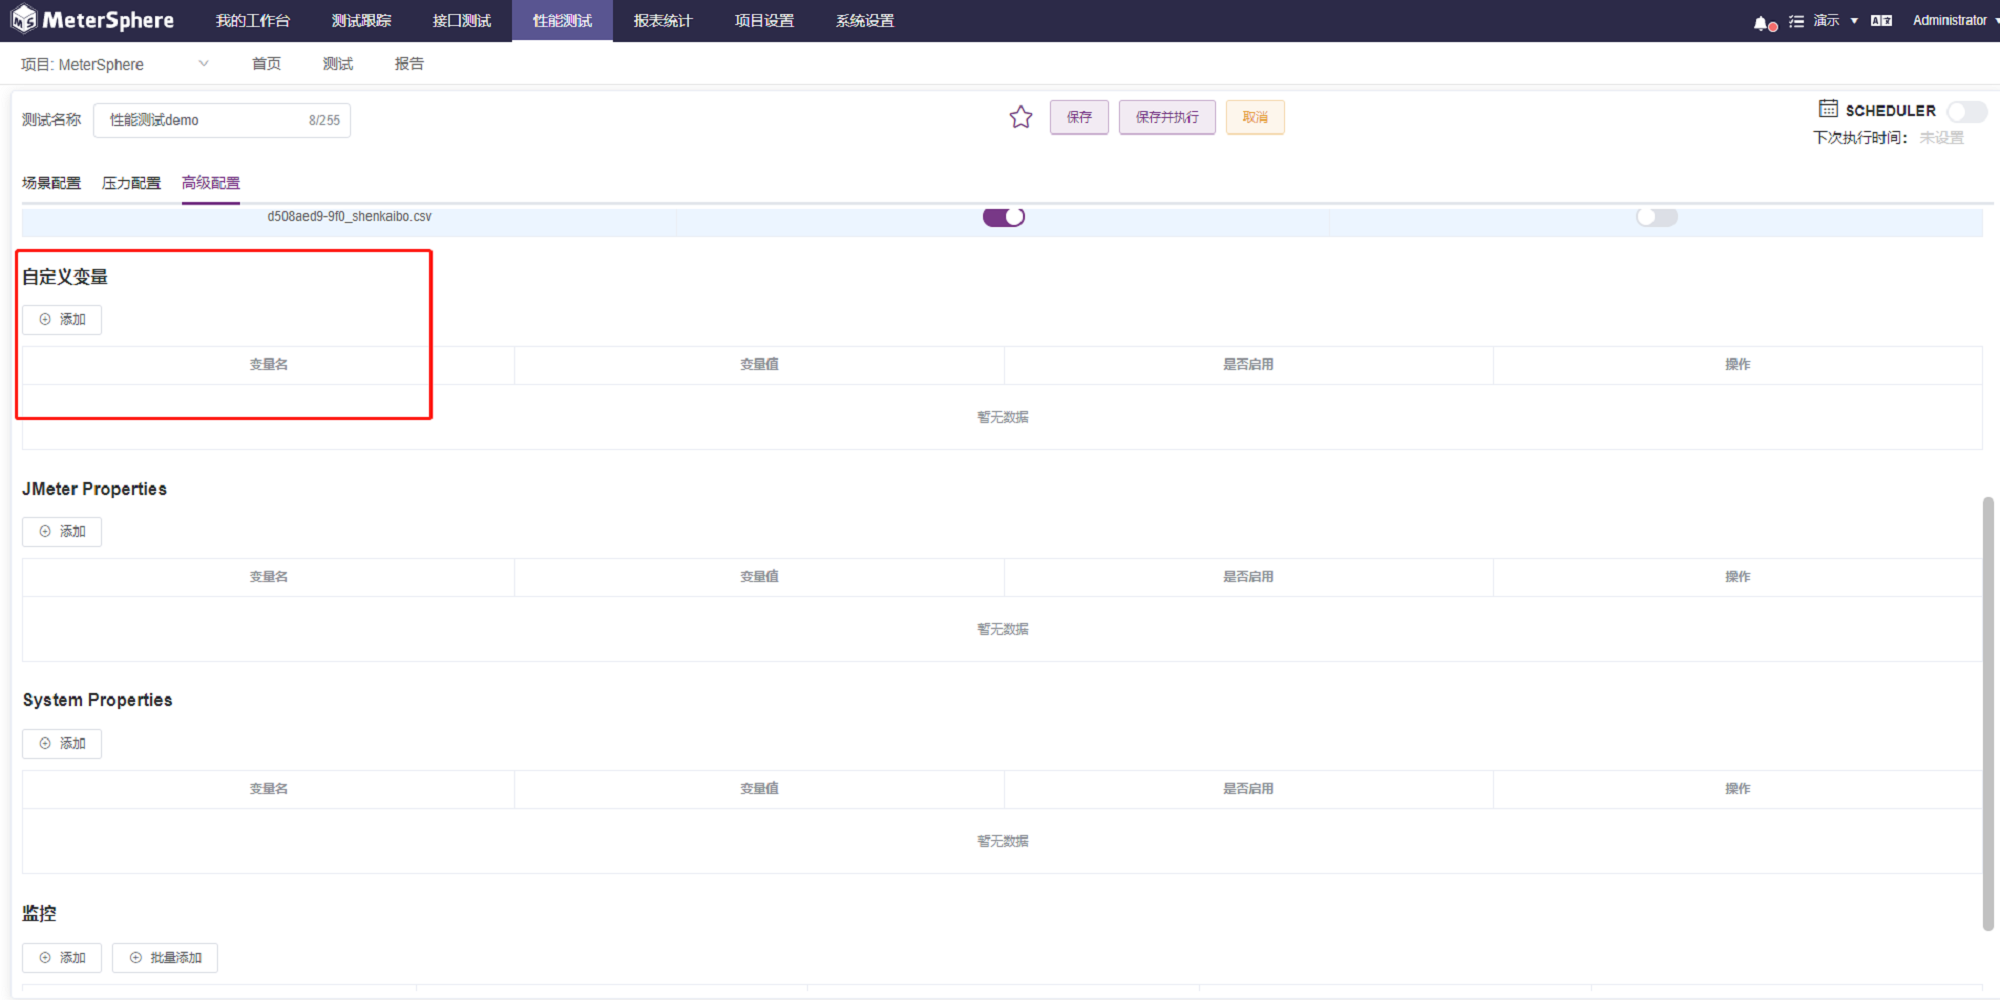 MeterSphere 我的工作台 测试跟踪 接口测试 性能测试 报表统计 项目设置 系统设置 演示 Administrator
项目: MeterSphere 首页 测试 报告
测试名称 性能测试demo 8/255 保存 保存并执行 取消 SCHEDULER
下次执行时间： 未设置
场景配置 压力配置 高级配置
d508aed9-9f0_shenkaibo.csv
自定义变量
添加
变量名 变量值 是否启用 操作
暂无数据
JMeter Properties
添加
变量名 变量值 是否启用 操作
暂无数据
System Properties
添加
变量名 变量值 是否启用 操作
暂无数据
监控
添加 批量添加